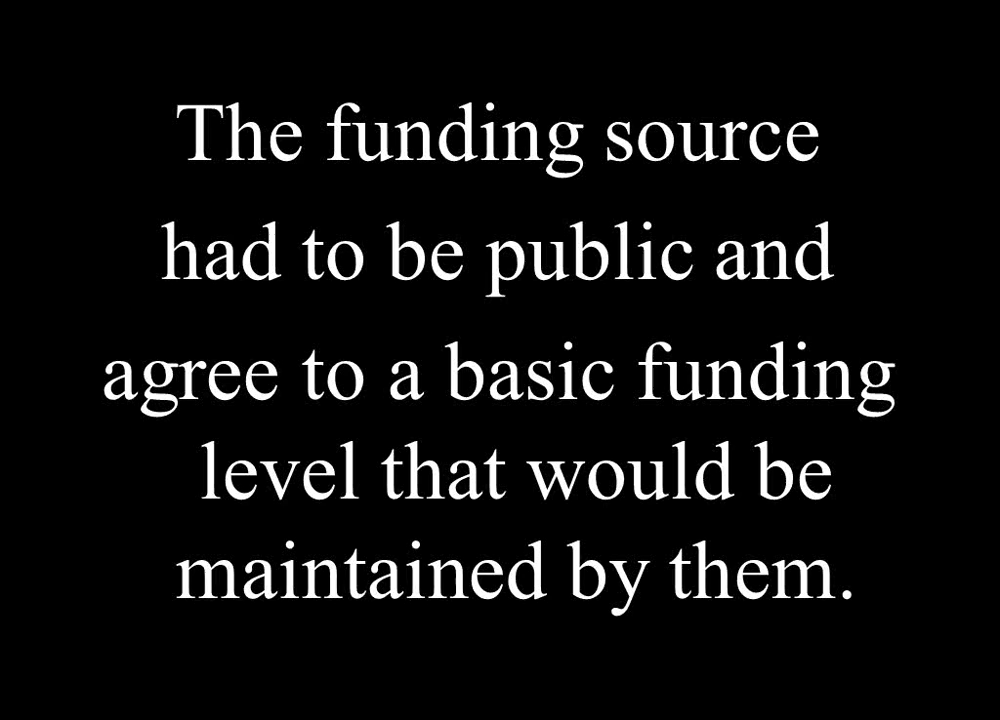 The funding source
had to be public and
agree to a basic funding
level that would be
maintained by them.